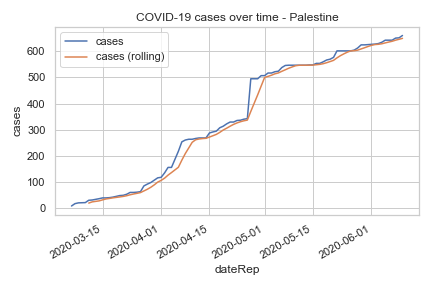 COVID-19 cases over time - Palestine
cases
cases (rolling)
600
500
400
300
200
100
0
cases
2020-03-15
2020-04-01
2020-04-15
2020-05-01
2020-05-15
2020-06-01
dateRep